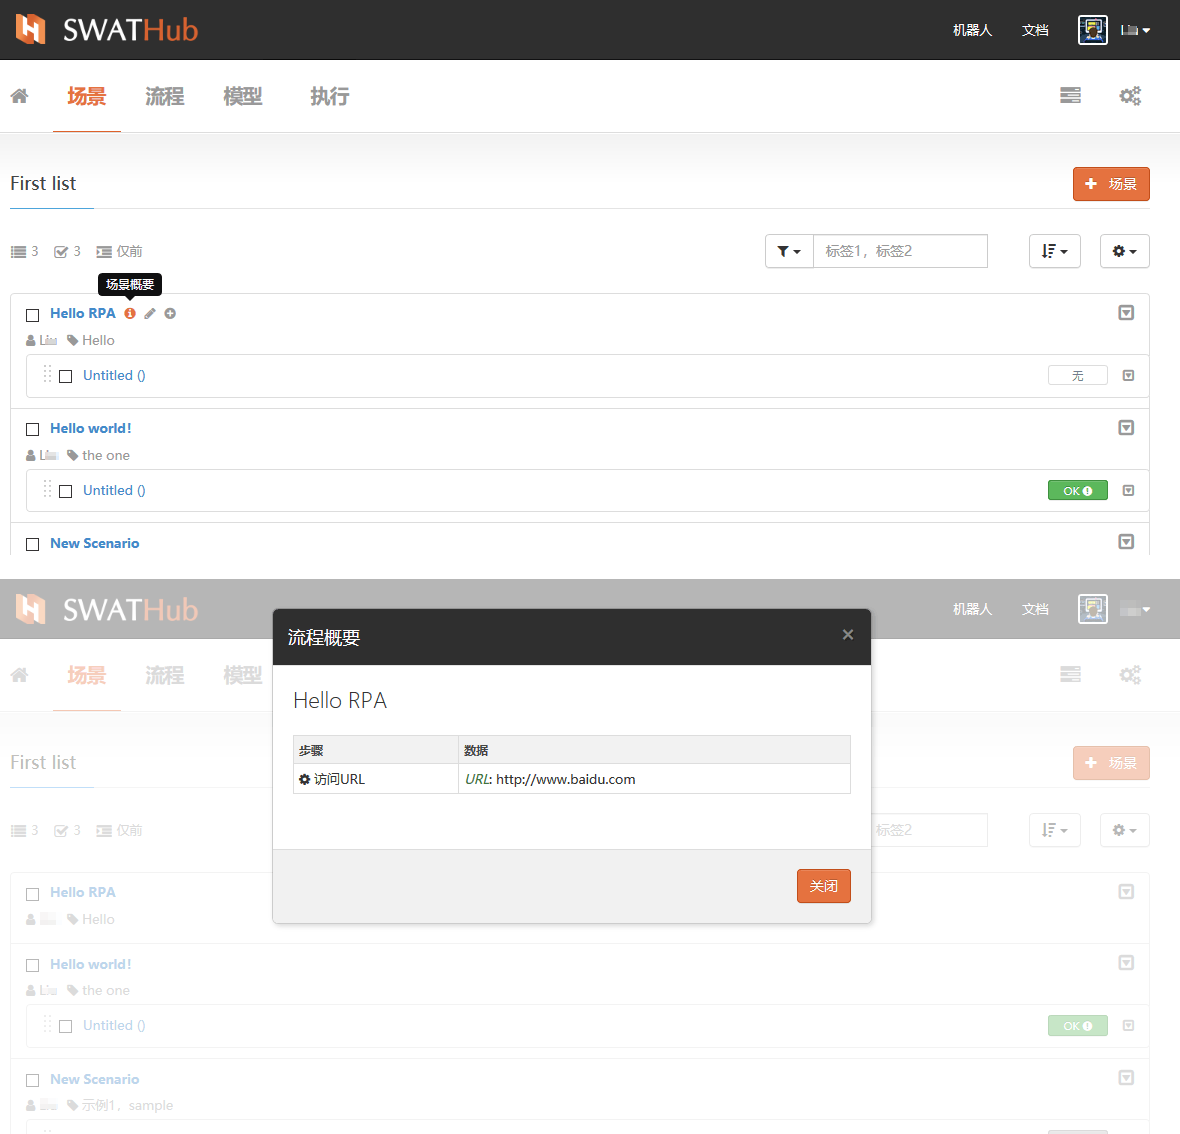 SWATHub
机器人 文档
场景 流程 模型 执行
First list
+ 场景
3 3 仅前
标签1，标签2
场景概要
Hello RPA
Hello
Untitled ()
无
Hello world!
the one
Untitled ()
OK
New Scenario
SWATHub
机器人 文档
场景 流程 模型
流程概要 ×
Hello RPA
步骤 数据
访问URL URL: http://www.baidu.com
关闭
First list
+ 场景
3 3 仅前
标签2
Hello RPA
Hello
Hello world!
the one
Untitled ()
OK
New Scenario
示例1，sample